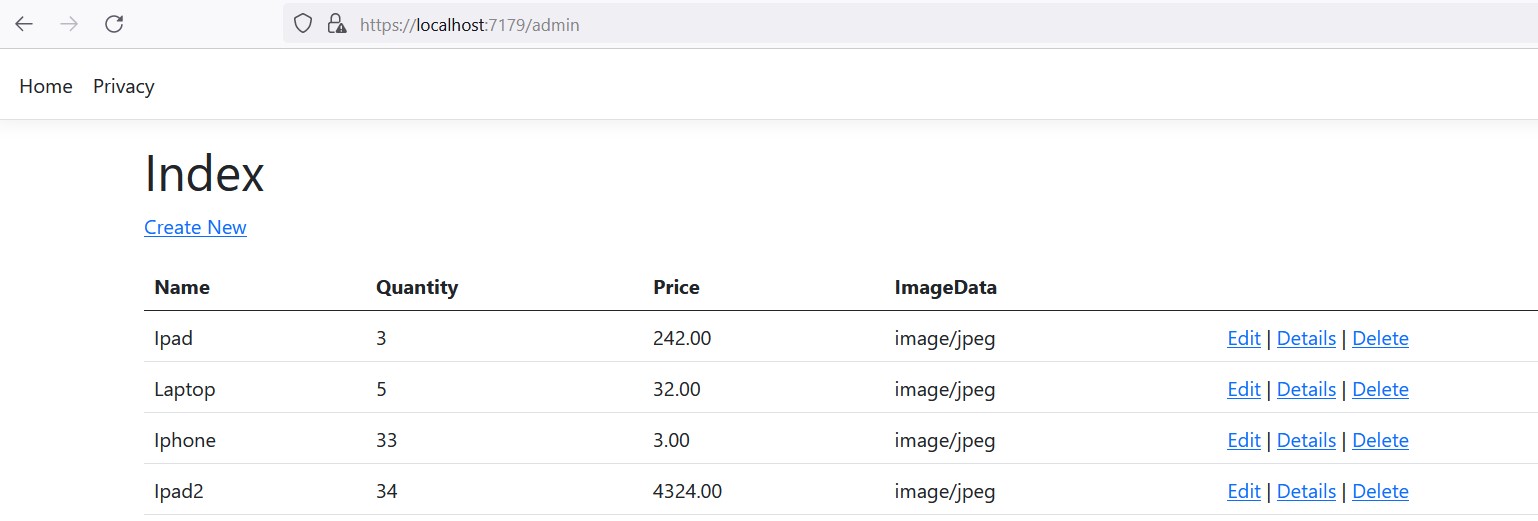 https://localhost:7179/admin
Home Privacy
Index
Create New
Name Quantity Price ImageData
Ipad 3 242.00 image/jpeg Edit | Details | Delete
Laptop 5 32.00 image/jpeg Edit | Details | Delete
Iphone 33 3.00 image/jpeg Edit | Details | Delete
Ipad2 34 4324.00 image/jpeg Edit | Details | Delete